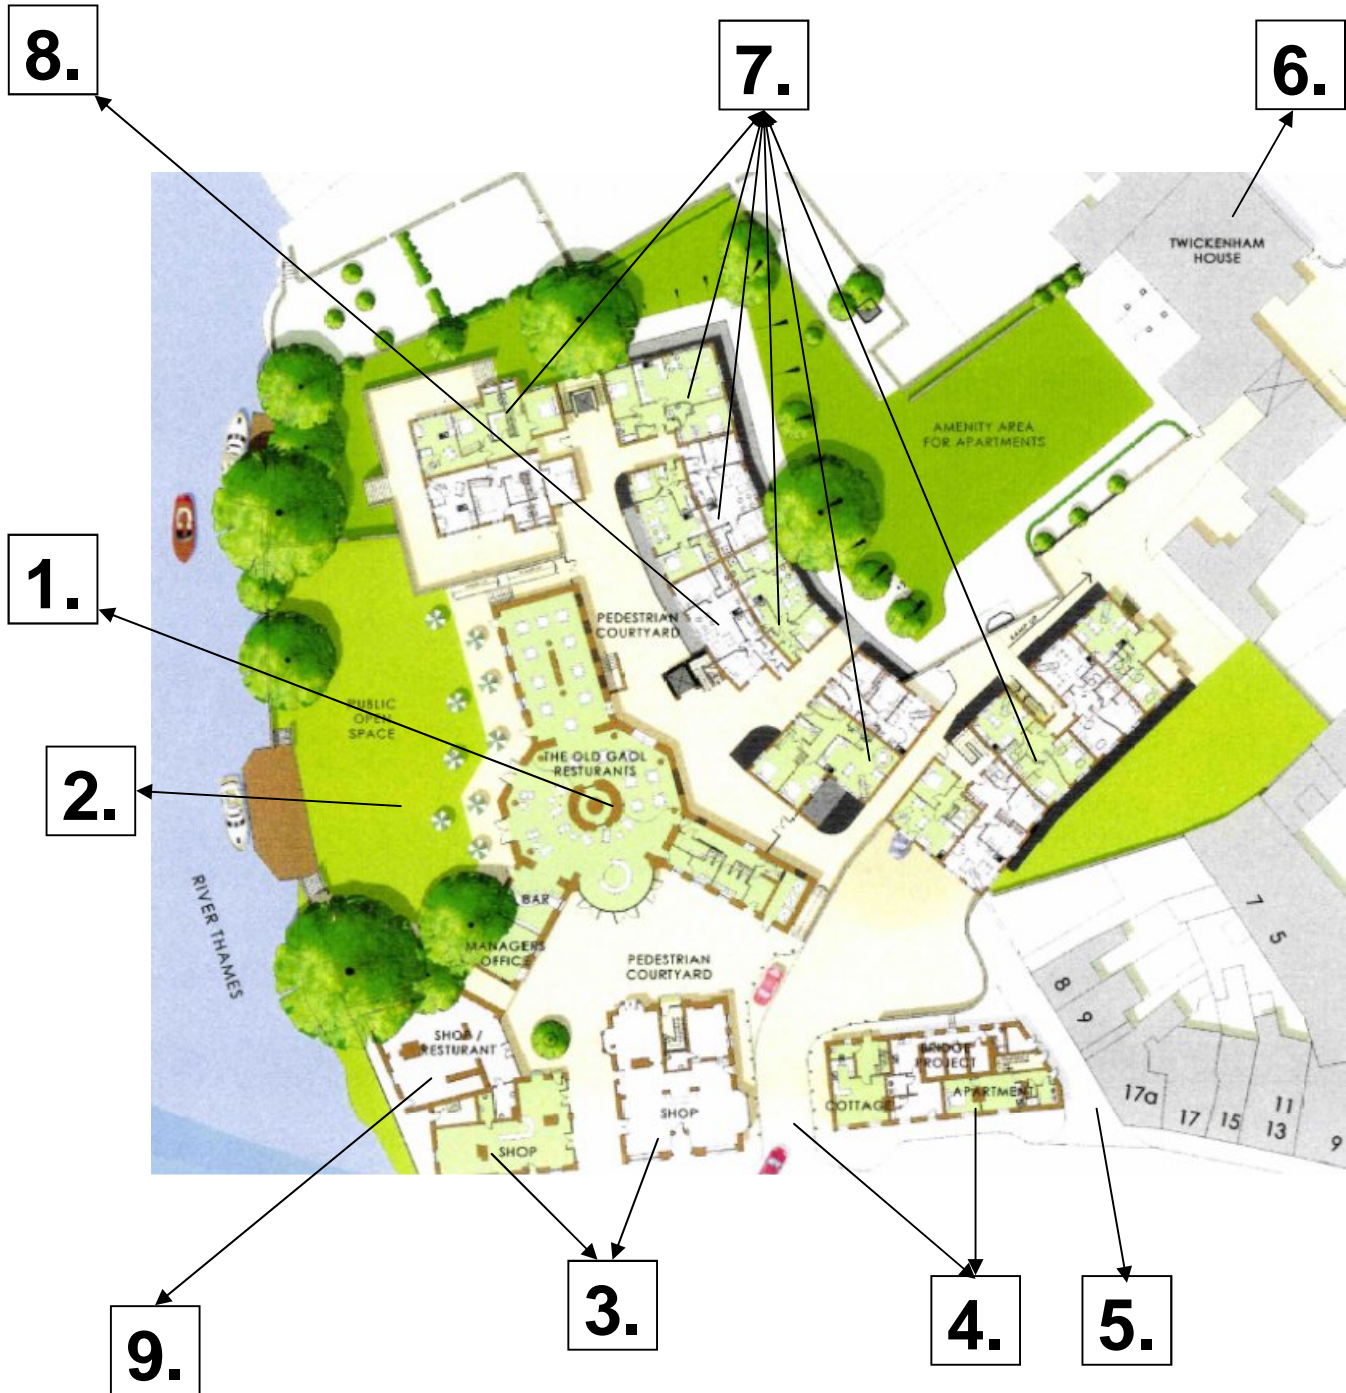 8.
7.
6.
TWICKENHAM
HOUSE
AMENITY AREA
FOR APARTMENTS
1.
PEDESTRIAN
COURTYARD
RAMP UP
PUBLIC
OPEN
SPACE
THE OLD GAOL
RESTURANTS
2.
RIVER THAMES
BAR
MANAGERS
OFFICE
PEDESTRIAN
COURTYARD
7
5
8
9
SHOP /
RESTURANT
BRIDGE
PROJECT
COTTAGE
APARTMENT
SHOP
SHOP
17a
17
15
11
13
9
3.
4.
5.
9.